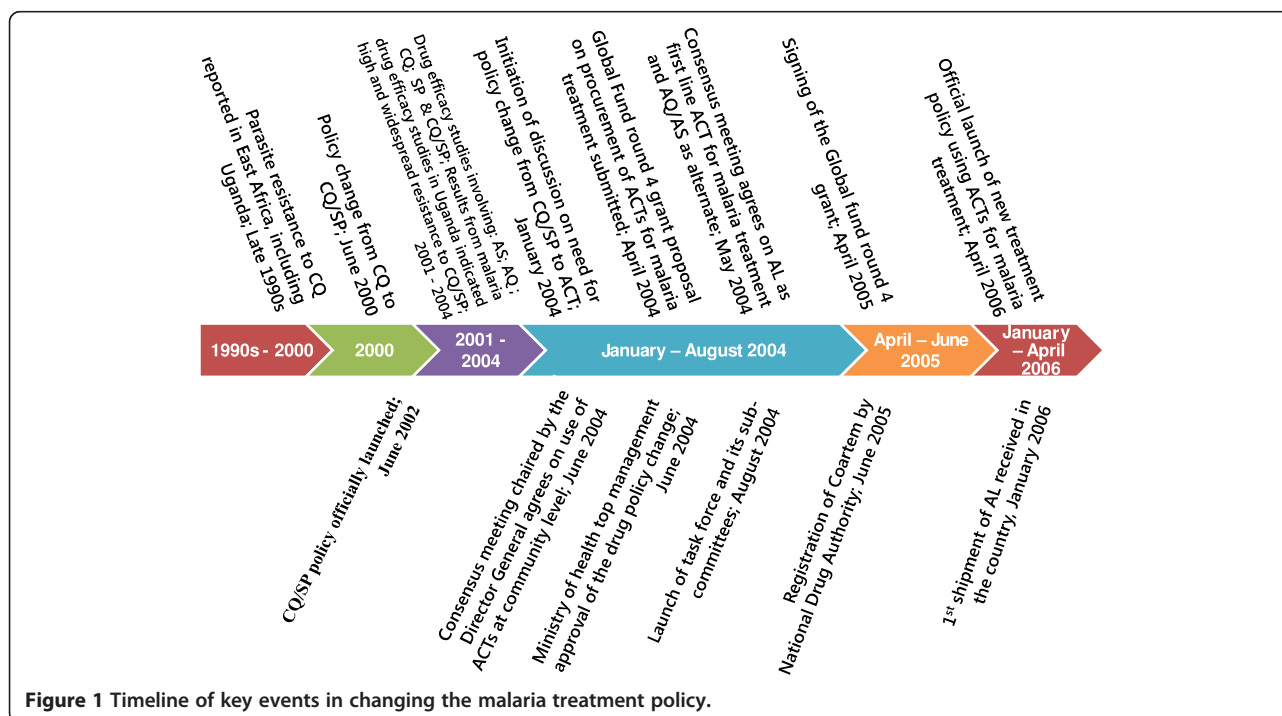 reported in East Africa, including
Parasite resistance to CQ
Uganda; Late 1990s
Policy change from CQ to
CQ/SP; June 2000
Drug efficacy studies involving: AS; AQ ;
CQ; SP & CQ/SP; Results from malaria
drug efficacy studies in Uganda indicated
high and widespread resistance to CQ/SP;
2001 - 2004
Initiation of discussion on need for
policy change from CQ/SP to ACT;
January 2004
Global Fund round 4 grant proposal
on procurement of ACTs for malaria
treatment submitted; April 2004
Consensus meeting agrees on AL as
first line ACT for malaria treatment
and AQ/AS as alternate; May 2004
Signing of the Global fund round 4
grant; April 2005
Official launch of new treatment
policy using ACTs for malaria
treatment; April 2006
1990s - 2000
2000
2001 -
2004
January – August 2004
April – June
2005
January
– April
2006
CQ/SP policy officially launched;
June 2002
Consensus meeting chaired by the
Director General agrees on use of
ACTs at community level; June 2004
Ministry of health top management
approval of the drug policy change;
June 2004
Launch of task force and its sub-
committees; August 2004
Registration of Coartem by
National Drug Authority; June 2005
1st shipment of AL received in
the country, January 2006
Figure 1 Timeline of key events in changing the malaria treatment policy.